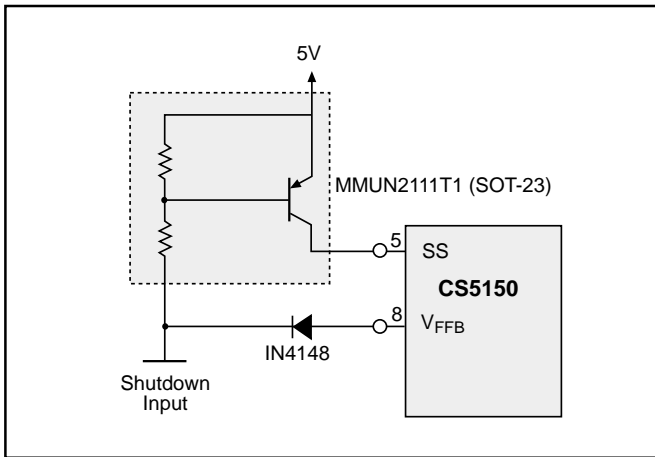 5V
MMUN2111T1 (SOT-23)
5
SS
CS5150
8
VFFB
IN4148
Shutdown
Input